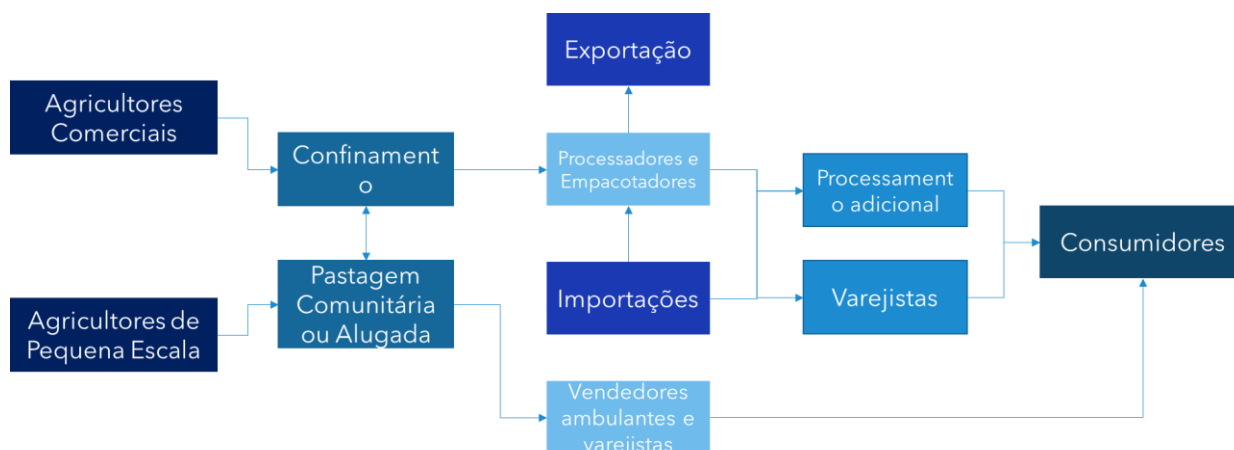 Exportação
Agricultores
Comerciais
Confinament
o
Processadores e
Empacotadores
Processament
o adicional
Consumidores
Pastagem
Comunitária
ou Alugada
Importações
Varejistas
Agricultores de
Pequena Escala
Vendedores
ambulantes e
varejistas